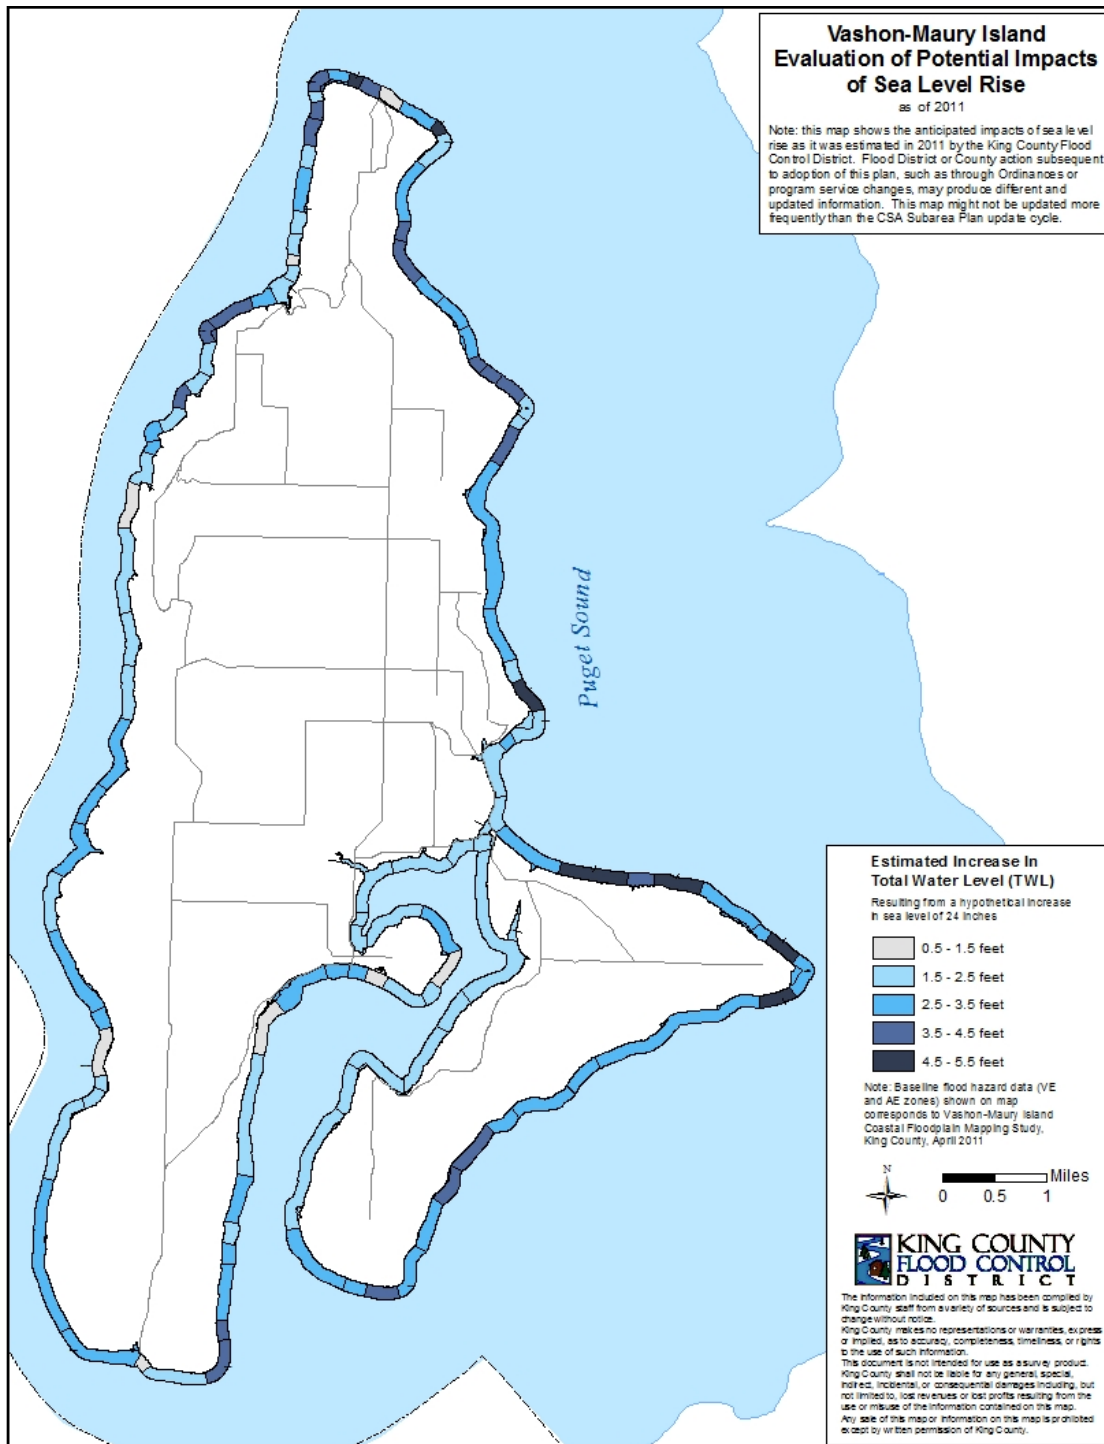 Vashon-Maury Island
Evaluation of Potential Impacts
of Sea Level Rise
as of 2011
Note: this map shows the anticipated impacts of sea level
rise as it was estimated in 2011 by the King County Flood
Control District. Flood District or County action subsequent
to adoption of this plan, such as through Ordinances or
program service changes, may produce different and
updated information. This map might not be updated more
frequently than the CSA Subarea Plan update cycle.
Puget Sound
Estimated Increase In
Total Water Level (TWL)
Resulting from a hypothetical increase
in sea level of 24 inches
0.5 - 1.5 feet
1.5 - 2.5 feet
2.5 - 3.5 feet
3.5 - 4.5 feet
4.5 - 5.5 feet
Note: Baseline flood hazard data (VE
and AE zones) shown on map
corresponds to Vashon-Maury Island
Coastal Floodplain Mapping Study,
King County, April 2011
N
Miles
0 0.5 1
KING COUNTY
FLOOD CONTROL
DISTRICT
The information included on this map has been compiled by
King County staff from a variety of sources and is subject to
change without notice.
King County makes no representations or warranties, express
or implied, as to accuracy, completeness, timeliness, or rights
to the use of such information.
This document is not intended for use as a survey product.
King County shall not be liable for any general, special,
indirect, incidental, or consequential damages including, but
not limited to, lost revenues or lost profits resulting from the
use or misuse of the information contained on this map.
Any sale of this map or information on this map is prohibited
except by written permission of King County.